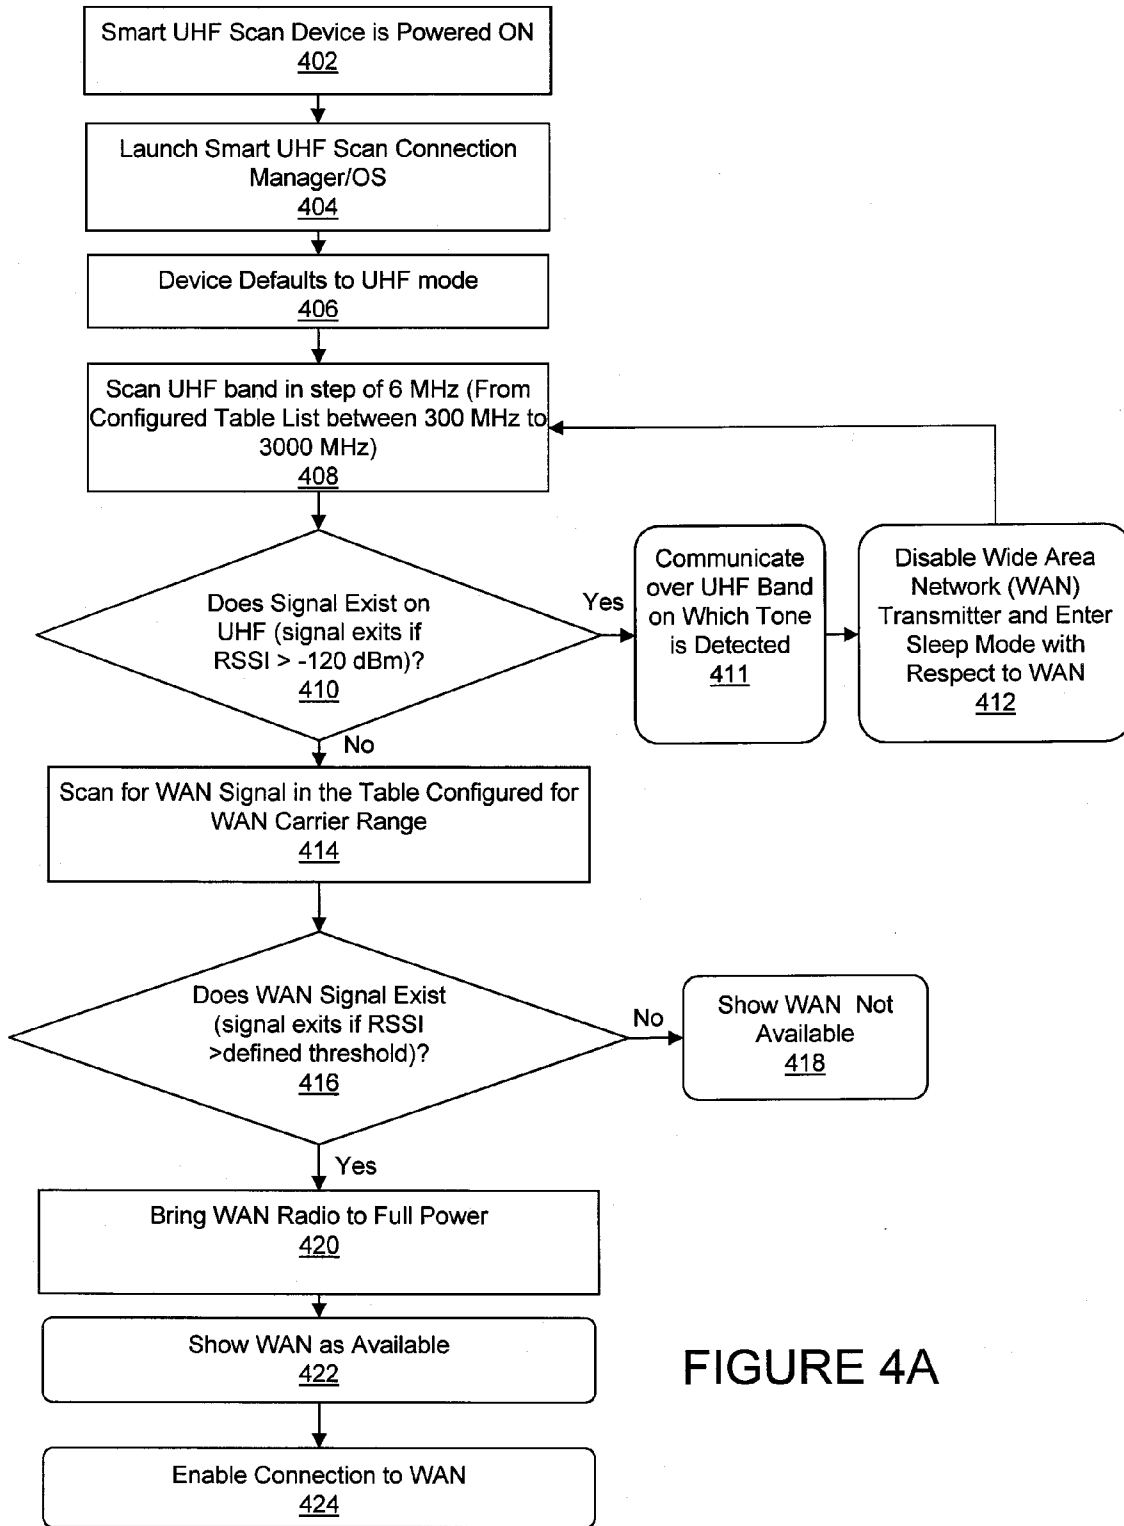 Smart UHF Scan Device is Powered ON
402
Launch Smart UHF Scan Connection
Manager/OS
404
Device Defaults to UHF mode
406
Scan UHF band in step of 6 MHz (From
Configured Table List between 300 MHz to
3000 MHz)
408
Does Signal Exist on
UHF (signal exits if
RSSI > -120 dBm)?
410
Yes
Communicate
over UHF Band
on Which Tone
is Detected
411
Disable Wide Area
Network (WAN)
Transmitter and Enter
Sleep Mode with
Respect to WAN
412
No
Scan for WAN Signal in the Table Configured for
WAN Carrier Range
414
Does WAN Signal Exist
(signal exits if RSSI
>defined threshold)?
416
No
Show WAN Not
Available
418
Yes
Bring WAN Radio to Full Power
420
Show WAN as Available
422
Enable Connection to WAN
424
FIGURE 4A